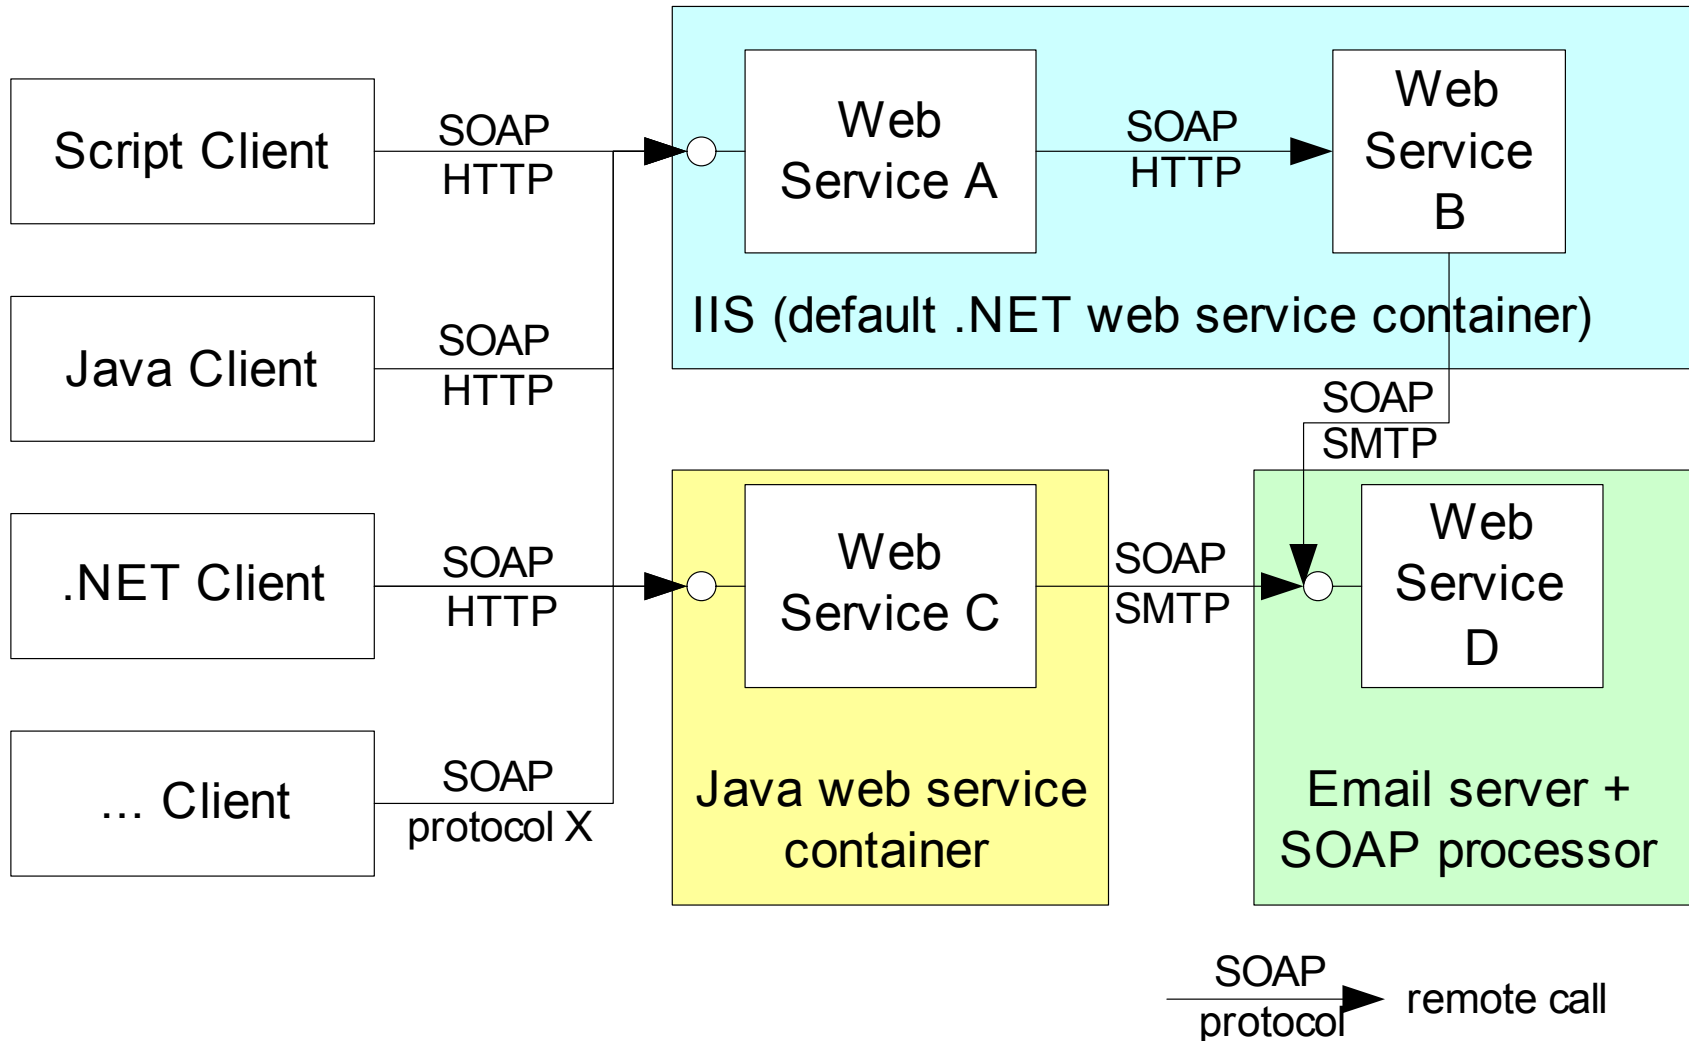 Script Client
SOAP
HTTP
Web
Service A
SOAP
HTTP
Web
Service
B
IIS (default .NET web service container)
Java Client
SOAP
HTTP
SOAP
SMTP
.NET Client
SOAP
HTTP
Web
Service C
SOAP
SMTP
Web
Service
D
... Client
SOAP
protocol X
Java web service
container
Email server +
SOAP processor
SOAP
protocol
remote call